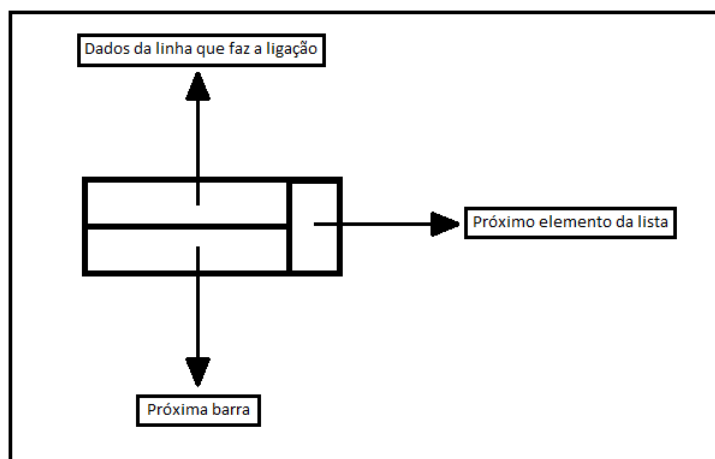 Dados da linha que faz a ligação
Próximo elemento da lista
Próxima barra